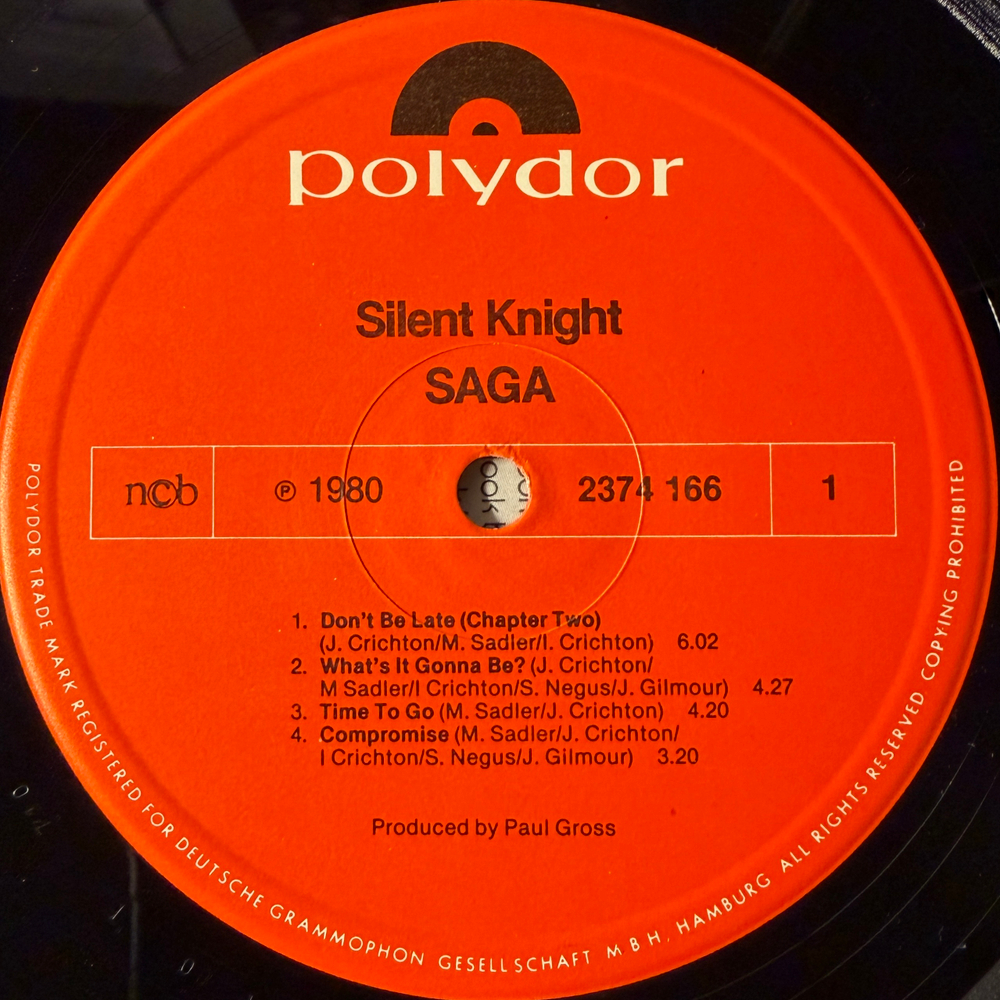 polydor
Silent Knight
SAGA
ncb
℗ 1980
2374 166
1
1. Don't Be Late (Chapter Two)
(J. Crichton/M. Sadler/I. Crichton) 6.02
2. What's It Gonna Be? (J. Crichton/
M Sadler/I Crichton/S. Negus/J. Gilmour) 4.27
3. Time To Go (M. Sadler/J. Crichton) 4.20
4. Compromise (M. Sadler/J. Crichton/
I Crichton/S. Negus/J. Gilmour) 3.20
Produced by Paul Gross
POLYDOR TRADE MARK REGISTERED FOR DEUTSCHE GRAMMOPHON GESELLSCHAFT M B H, HAMBURG ALL RIGHTS RESERVED COPYING PROHIBITED